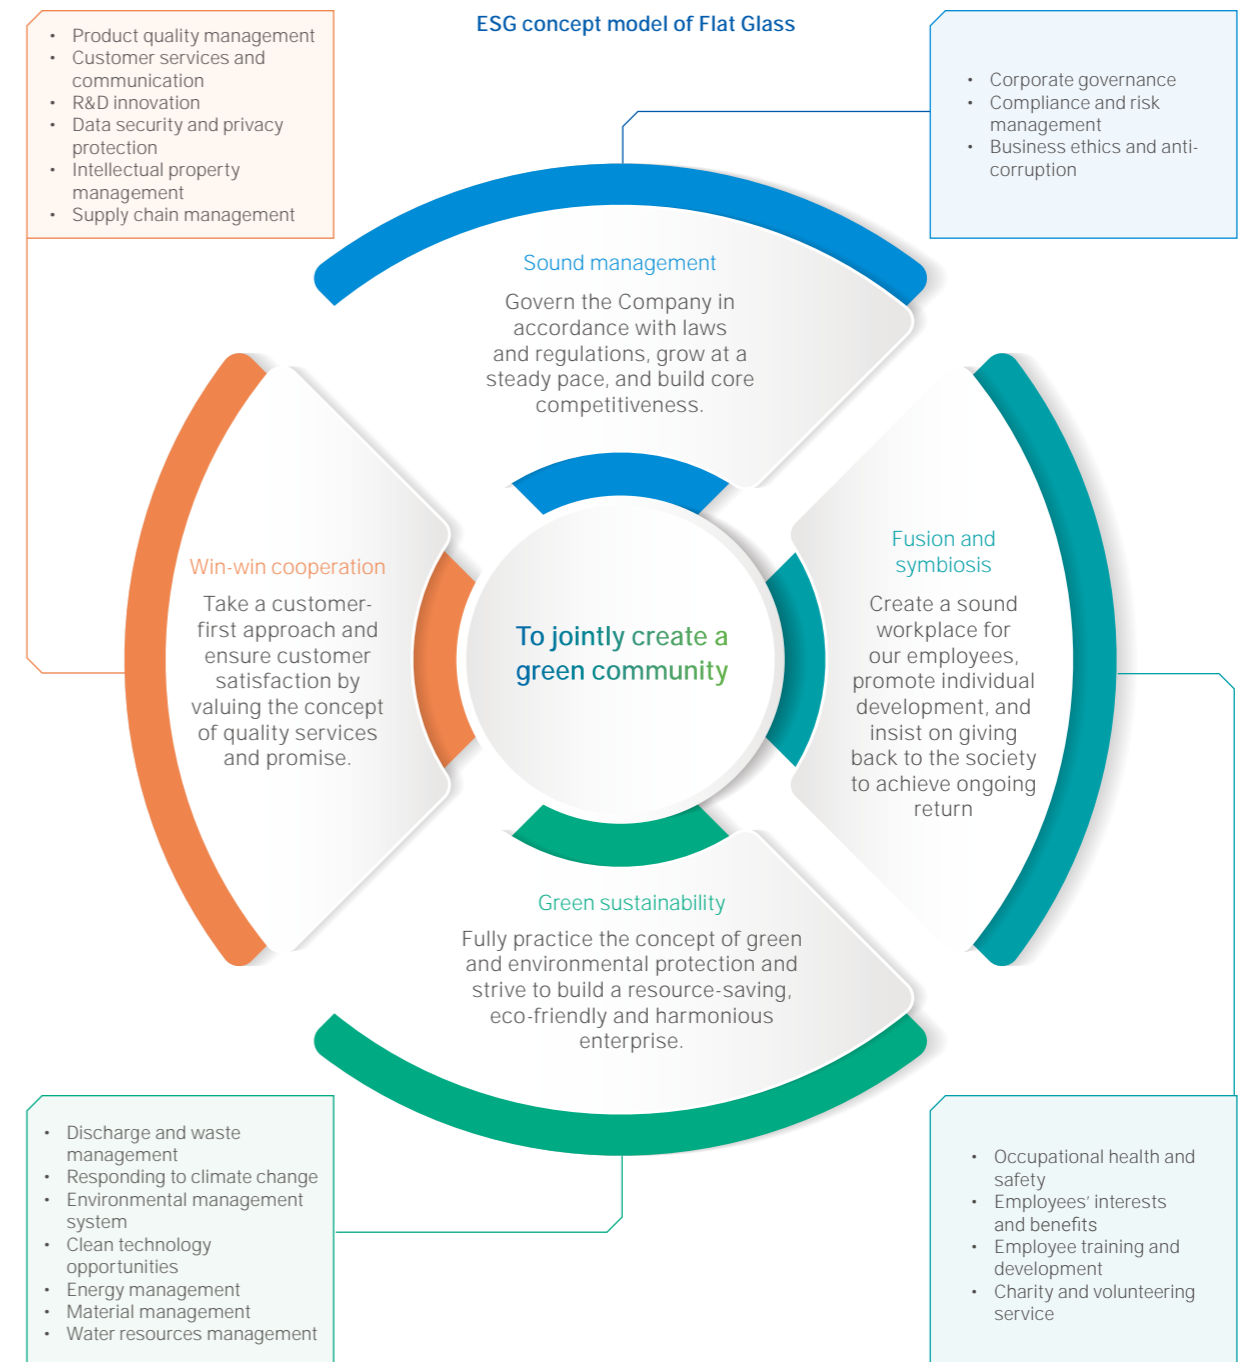 ESG concept model of Flat Glass
• Product quality management
• Customer services and
communication
• R&D innovation
• Data security and privacy
protection
• Intellectual property
management
• Supply chain management
• Corporate governance
• Compliance and risk
management
• Business ethics and anti-
corruption
Sound management
Govern the Company in
accordance with laws
and regulations, grow at a
steady pace, and build core
competitiveness.
Win-win cooperation
Take a customer-
first approach and
ensure customer
satisfaction by
valuing the concept
of quality services
and promise.
To jointly create a
green community
Fusion and
symbiosis
Create a sound
workplace for
our employees,
promote individual
development, and
insist on giving
back to the society
to achieve ongoing
return
Green sustainability
Fully practice the concept of green
and environmental protection and
strive to build a resource-saving,
eco-friendly and harmonious
enterprise.
• Discharge and waste
management
• Responding to climate change
• Environmental management
system
• Clean technology
opportunities
• Energy management
• Material management
• Water resources management
• Occupational health and
safety
• Employees’ interests
and benefits
• Employee training and
development
• Charity and volunteering
service